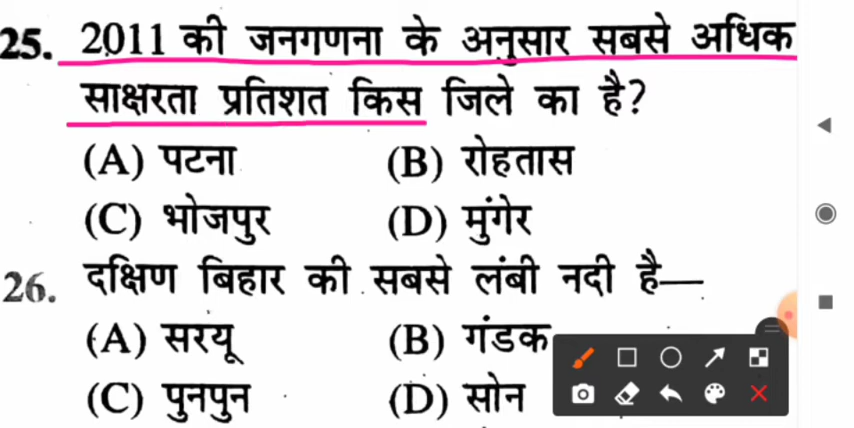 25. 2011 की जनगणना के अनुसार सबसे अधिक
साक्षरता प्रतिशत किस जिले का है?
(A) पटना (B) रोहतास
(C) भोजपुर (D) मुंगेर
26. दक्षिण बिहार की सबसे लंबी नदी है—
(A) सरयू (B) गंडक
(C) पुनपुन (D) सोन